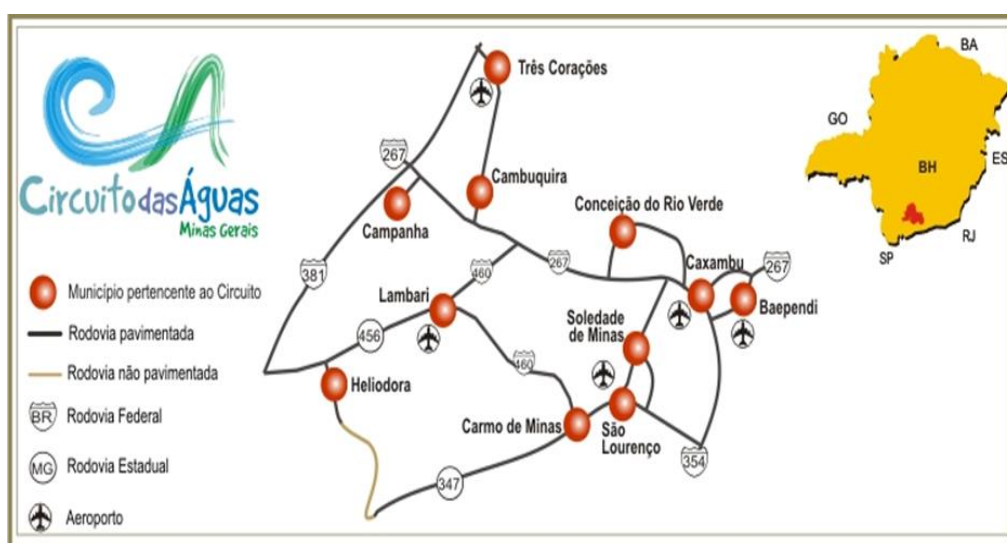 Circuito das Águas
Minas Gerais
Município pertencente ao Circuito
Rodovia pavimentada
Rodovia não pavimentada
BR
Rodovia Federal
MG
Rodovia Estadual
Aeroporto
Três Corações
267
Cambuquira
Campanha
Conceição do Rio Verde
381
460
267
Caxambu
267
Lambari
Baependi
456
Soledade
de Minas
460
Heliodora
Carmo de Minas
São
Lourenço
354
347
BA
GO
ES
BH
RJ
SP